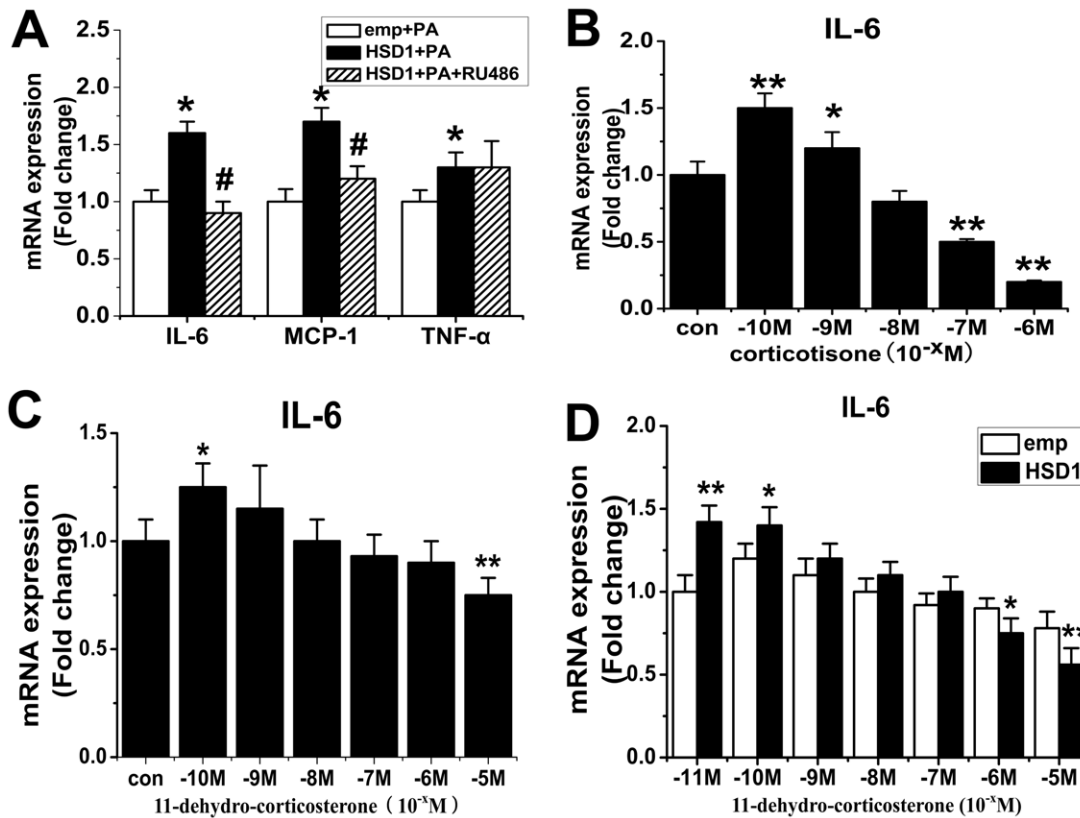 A
mRNA expression
(Fold change)
2.5
2.0
1.5
1.0
0.5
0.0
emp+PA
HSD1+PA
HSD1+PA+RU486
*
#
*
#
*
IL-6 MCP-1 TNF-α
B
IL-6
mRNA expression
(Fold change)
2.0
1.5
1.0
0.5
0.0
**
*
**
**
con -10M -9M -8M -7M -6M
corticotisone (10-xM)
C
IL-6
mRNA expression
(Fold change)
1.5
1.0
0.5
0.0
*
**
con -10M -9M -8M -7M -6M -5M
11-dehydro-corticosterone ( 10-xM )
D
IL-6
mRNA expression
(Fold change)
2.0
1.5
1.0
0.5
0.0
emp
HSD1
**
*
*
**
-11M -10M -9M -8M -7M -6M -5M
11-dehydro-corticosterone (10-xM)